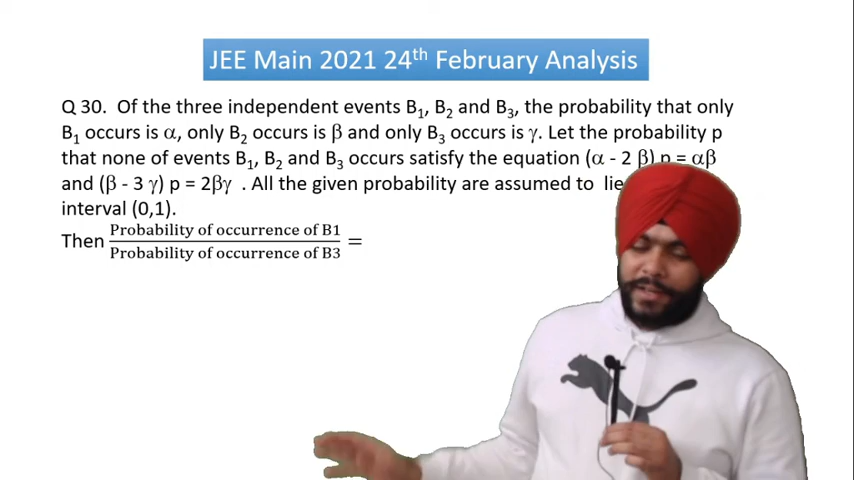 JEE Main 2021 24th February Analysis
Q 30. Of the three independent events B₁, B₂ and B₃, the probability that only
B₁ occurs is α, only B₂ occurs is β and only B₃ occurs is γ. Let the probability p
that none of events B₁, B₂ and B₃ occurs satisfy the equation (α - 2 β) p = αβ
and (β - 3 γ) p = 2βγ . All the given probability are assumed to lie
interval (0,1).
Then Probability of occurrence of B1
Probability of occurrence of B3 =